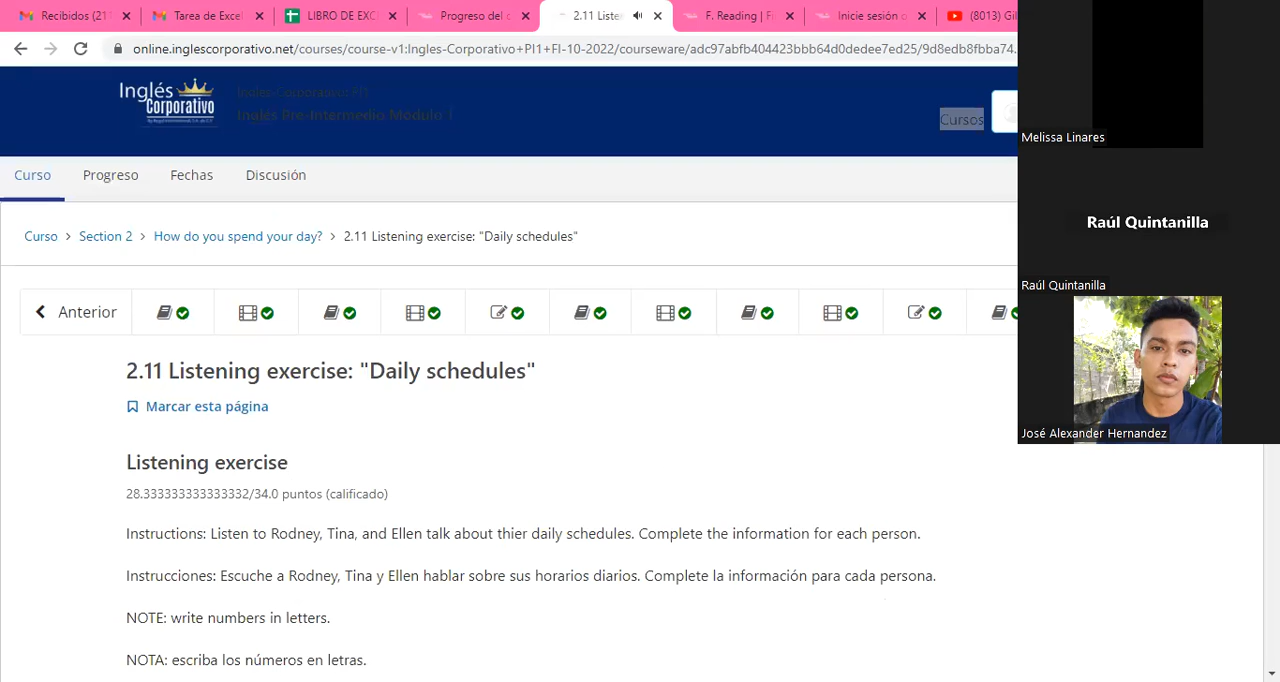 Recibidos (21
Tarea de Exce
LIBRO DE EXC
Progreso del
2.11 Liste
F. Reading | F
Inicie sesión o
(8013) Gil
online.inglescorporativo.net/courses/course-v1:Ingles-Corporativo+PI1+FI-10-2022/courseware/adc97abfb404423bbb64d0dedee7ed25/9d8edb8fbba74.
Inglés
Corporativo
Inglés Pre-Intermedio Modulo I
Cursos
Curso
Progreso
Fechas
Discusión
Curso > Section 2 > How do you spend your day? > 2.11 Listening exercise: "Daily schedules"
Anterior
2.11 Listening exercise: "Daily schedules"
Marcar esta página
Listening exercise
28.333333333333332/34.0 puntos (calificado)
Instructions: Listen to Rodney, Tina, and Ellen talk about thier daily schedules. Complete the information for each person.
Instrucciones: Escuche a Rodney, Tina y Ellen hablar sobre sus horarios diarios. Complete la información para cada persona.
NOTE: write numbers in letters.
NOTA: escriba los números en letras.
Melissa Linares
Raúl Quintanilla
Raúl Quintanilla
José Alexander Hernandez